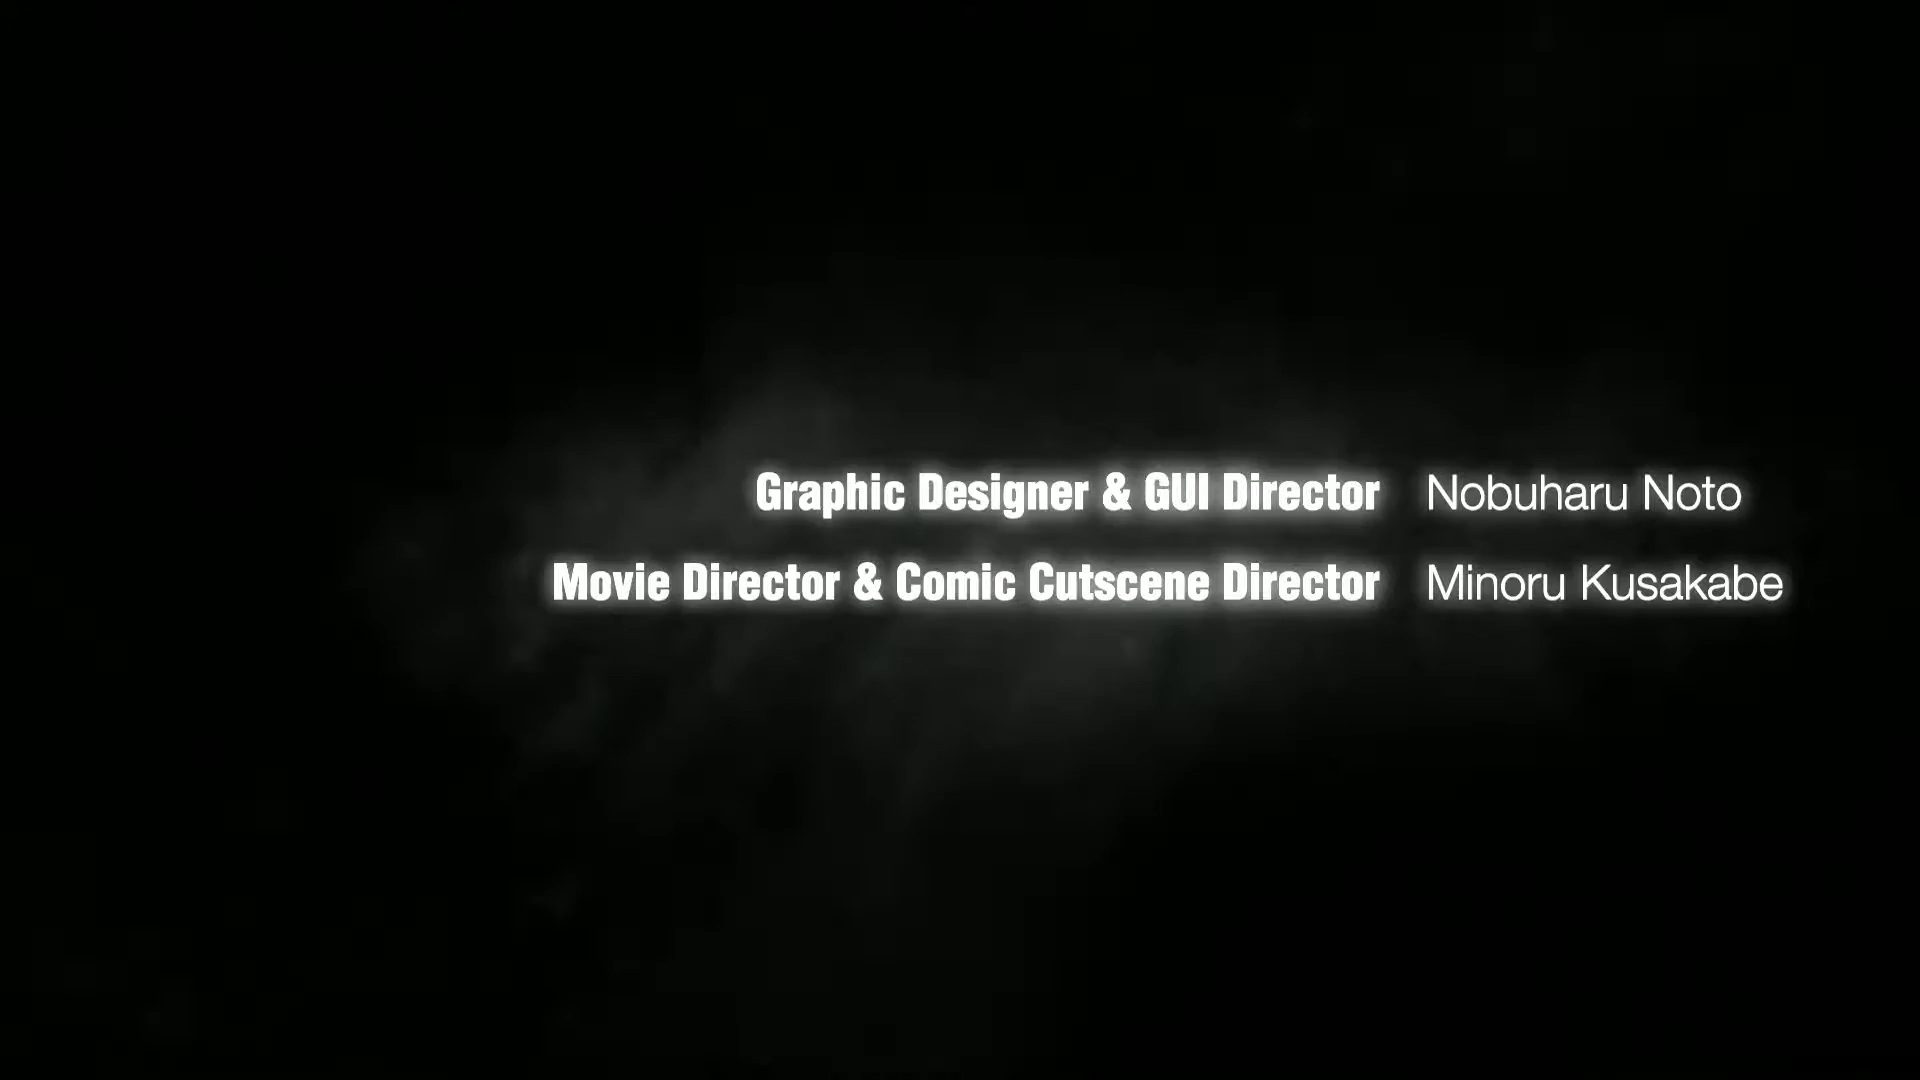 Graphic Designer & GUI Director Nobuharu Noto
Movie Director & Comic Cutscene Director Minoru Kusakabe